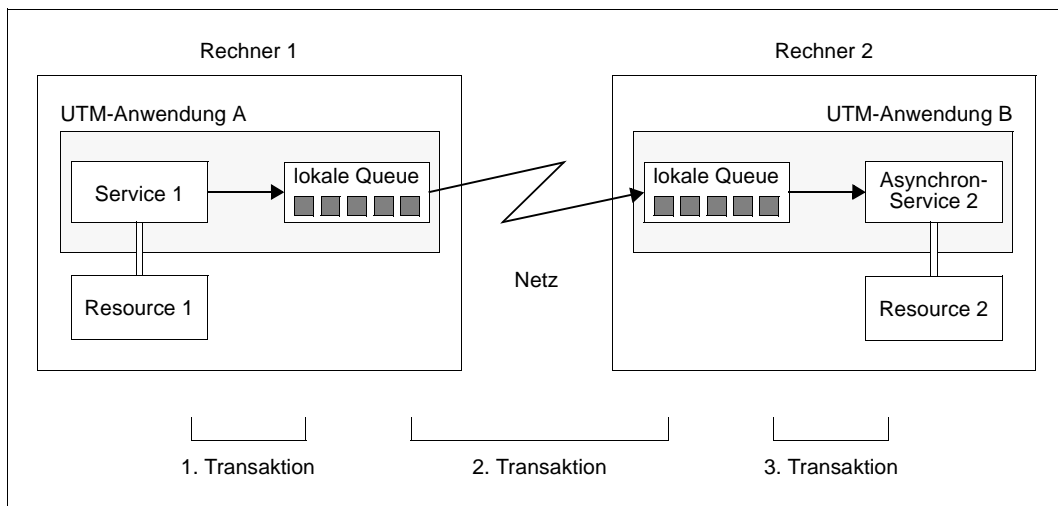 Rechner 1
Rechner 2
UTM-Anwendung A
UTM-Anwendung B
Service 1
lokale Queue
lokale Queue
Asynchron-
Service 2
Netz
Resource 1
Resource 2
1. Transaktion
2. Transaktion
3. Transaktion